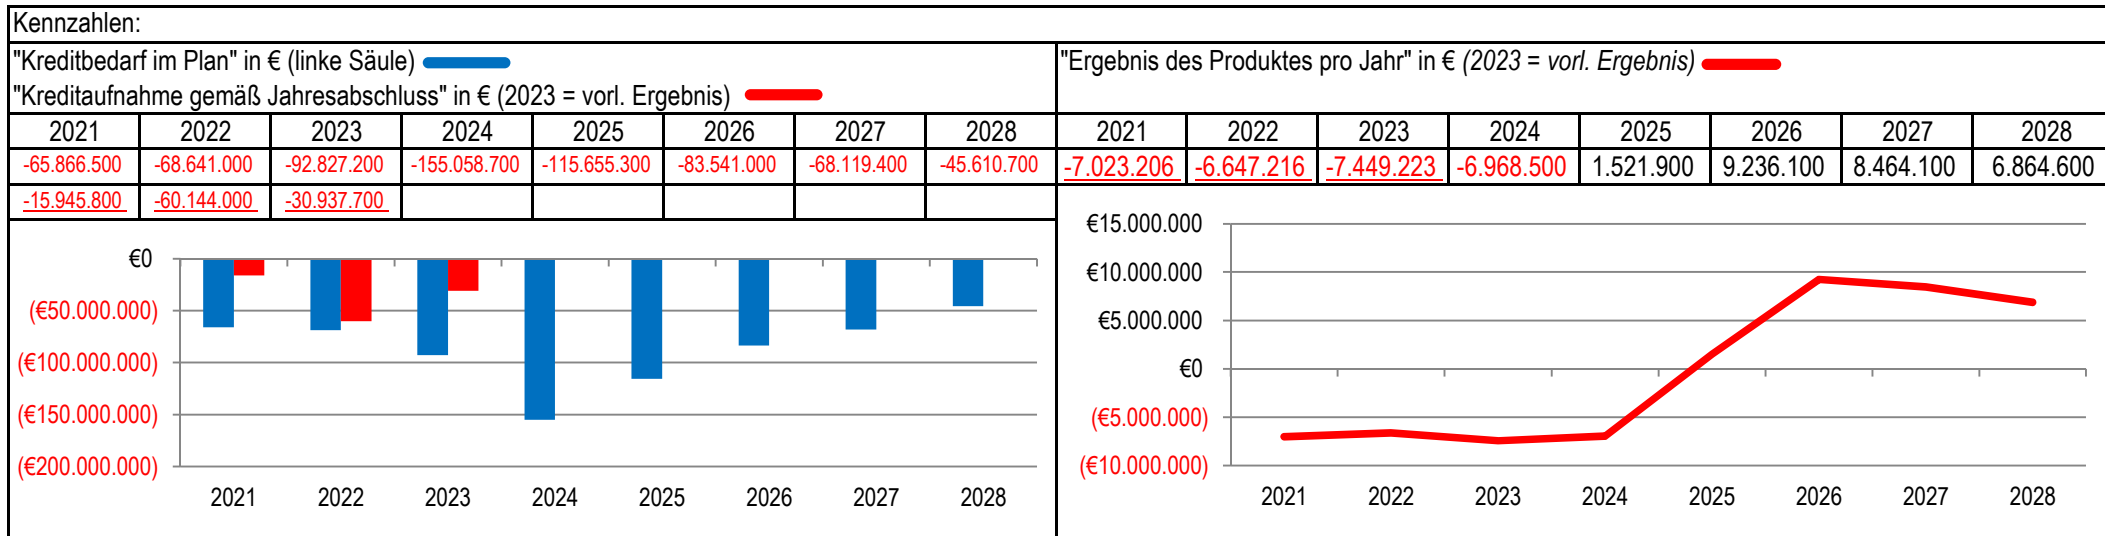 Kennzahlen:
"Kreditbedarf im Plan" in € (linke Säule)
"Kreditaufnahme gemäß Jahresabschluss" in € (2023 = vorl. Ergebnis)
2021 2022 2023 2024 2025 2026 2027 2028
-65.866.500 -68.641.000 -92.827.200 -155.058.700 -115.655.300 -83.541.000 -68.119.400 -45.610.700
-15.945.800 -60.144.000 -30.937.700
€0
(€50.000.000)
(€100.000.000)
(€150.000.000)
(€200.000.000)
2021 2022 2023 2024 2025 2026 2027 2028
"Ergebnis des Produktes pro Jahr" in € (2023 = vorl. Ergebnis)
2021 2022 2023 2024 2025 2026 2027 2028
-7.023.206 -6.647.216 -7.449.223 -6.968.500 1.521.900 9.236.100 8.464.100 6.864.600
€15.000.000
€10.000.000
€5.000.000
€0
(€5.000.000)
(€10.000.000)
2021 2022 2023 2024 2025 2026 2027 2028